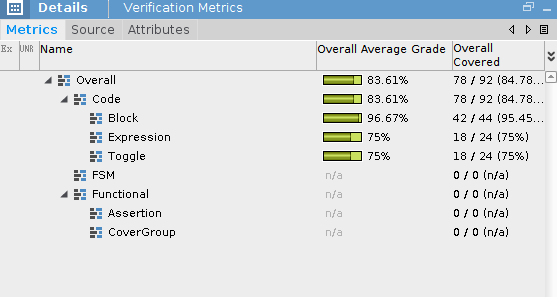 Details Verification Metrics
Metrics Source Attributes
Ex UNR Name Overall Average Grade Overall Covered
Overall 83.61% 78 / 92 (84.78...
Code 83.61% 78 / 92 (84.78...
Block 96.67% 42 / 44 (95.45...
Expression 75% 18 / 24 (75%)
Toggle 75% 18 / 24 (75%)
FSM n/a 0 / 0 (n/a)
Functional n/a 0 / 0 (n/a)
Assertion n/a 0 / 0 (n/a)
CoverGroup n/a 0 / 0 (n/a)